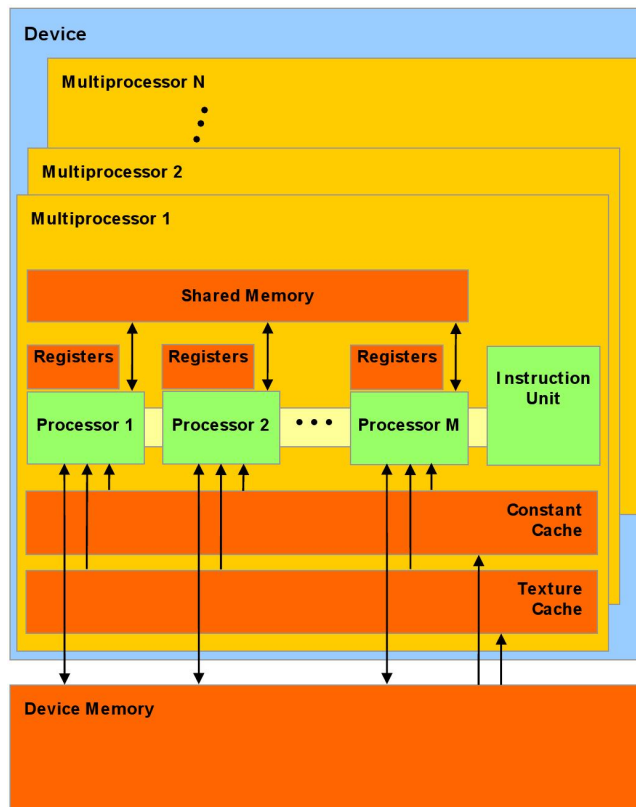 Device
Multiprocessor N
Multiprocessor 2
Multiprocessor 1
Shared Memory
Registers
Registers
Registers
Processor 1
Processor 2
Processor M
Instruction
Unit
Constant
Cache
Texture
Cache
Device Memory